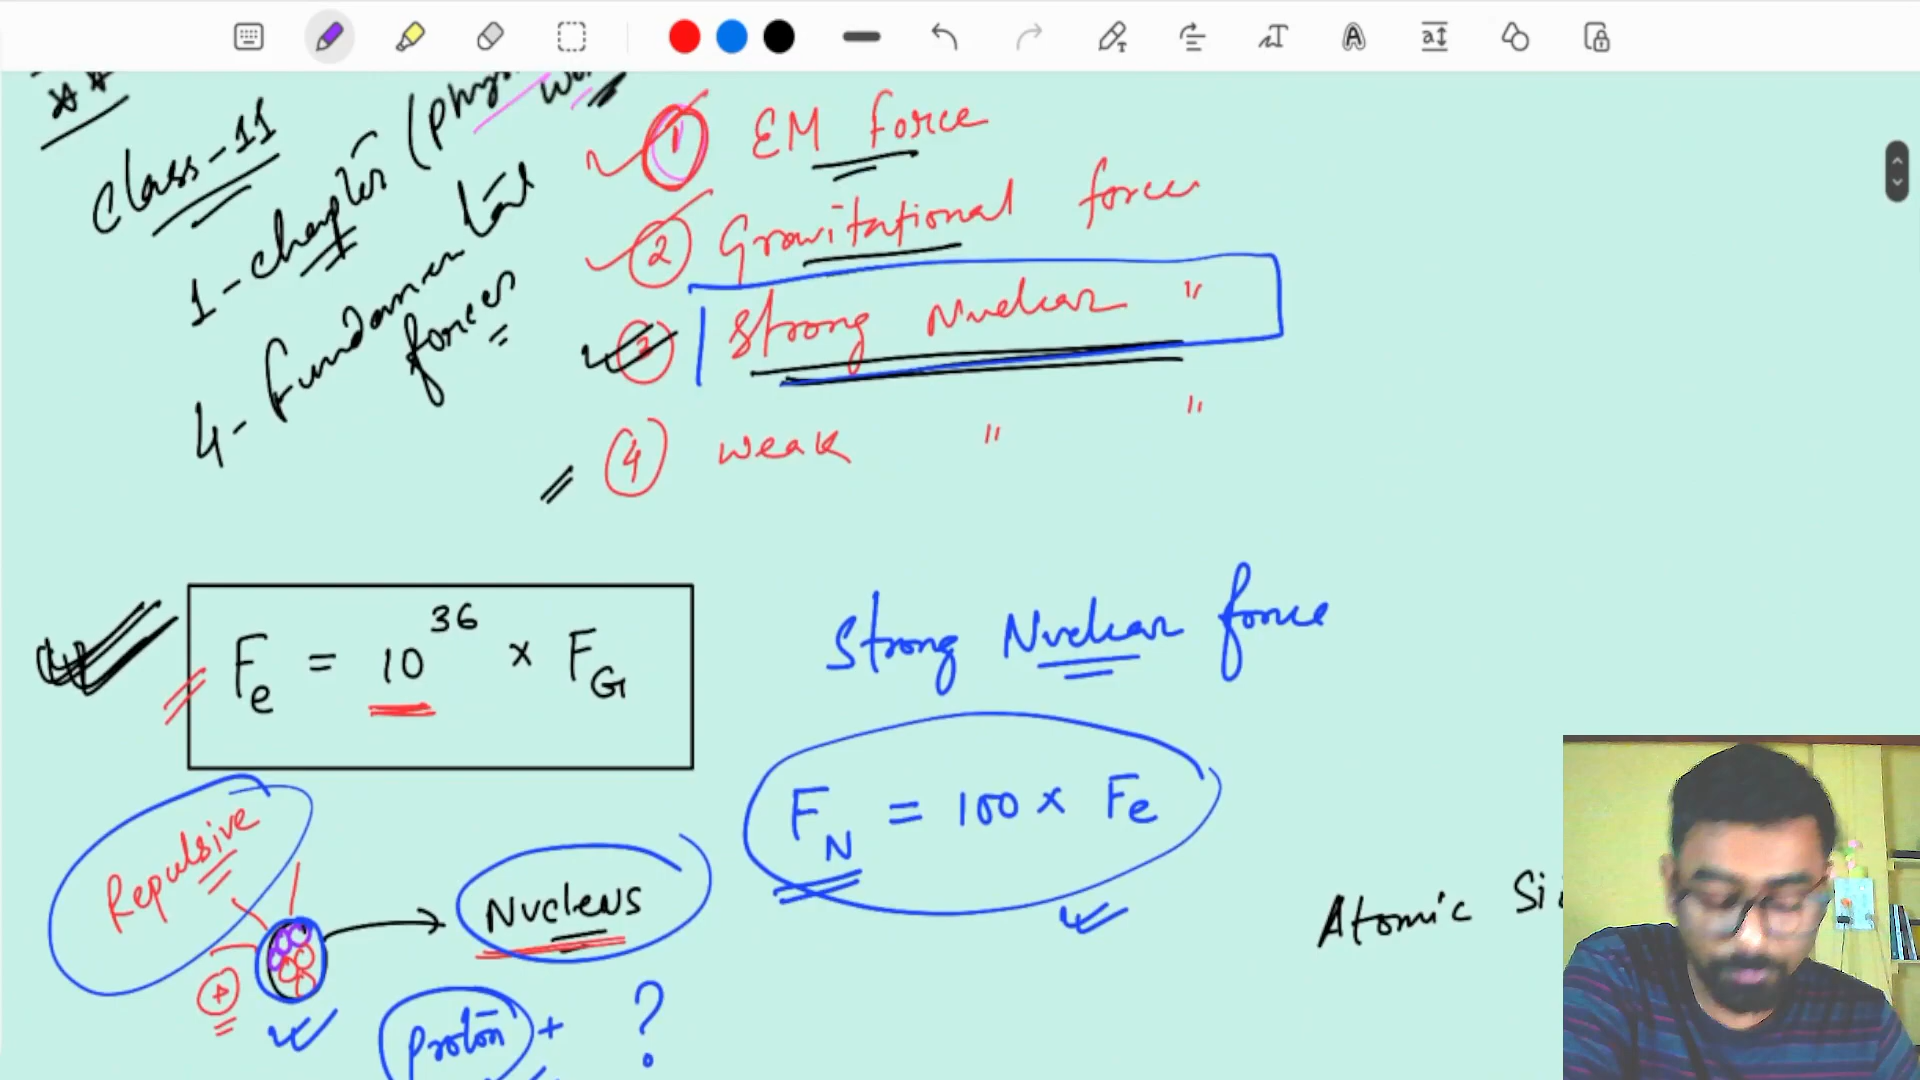 Class-11
1-chapter (phy
4-Fundamental
forces
1 EM force
2 Gravitational force
3 Strong Nuclear "
4 weak " "
Fe = 10^36 × FG
Strong Nuclear force
FN = 100 × Fe
Repulsive
Nucleus
+
Proton + ?
Atomic Si